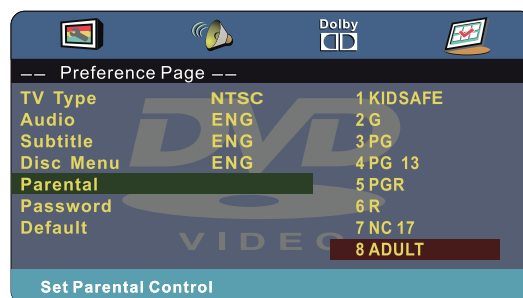 Dolby
−− Preference Page −−
TV Type NTSC 1 KIDSAFE
Audio ENG 2 G
Subtitle ENG 3 PG
Disc Menu ENG 4 PG 13
Parental 5 PGR
Password 6 R
Default 7 NC 17
8 ADULT
DVD
VIDEO
Set Parental Control